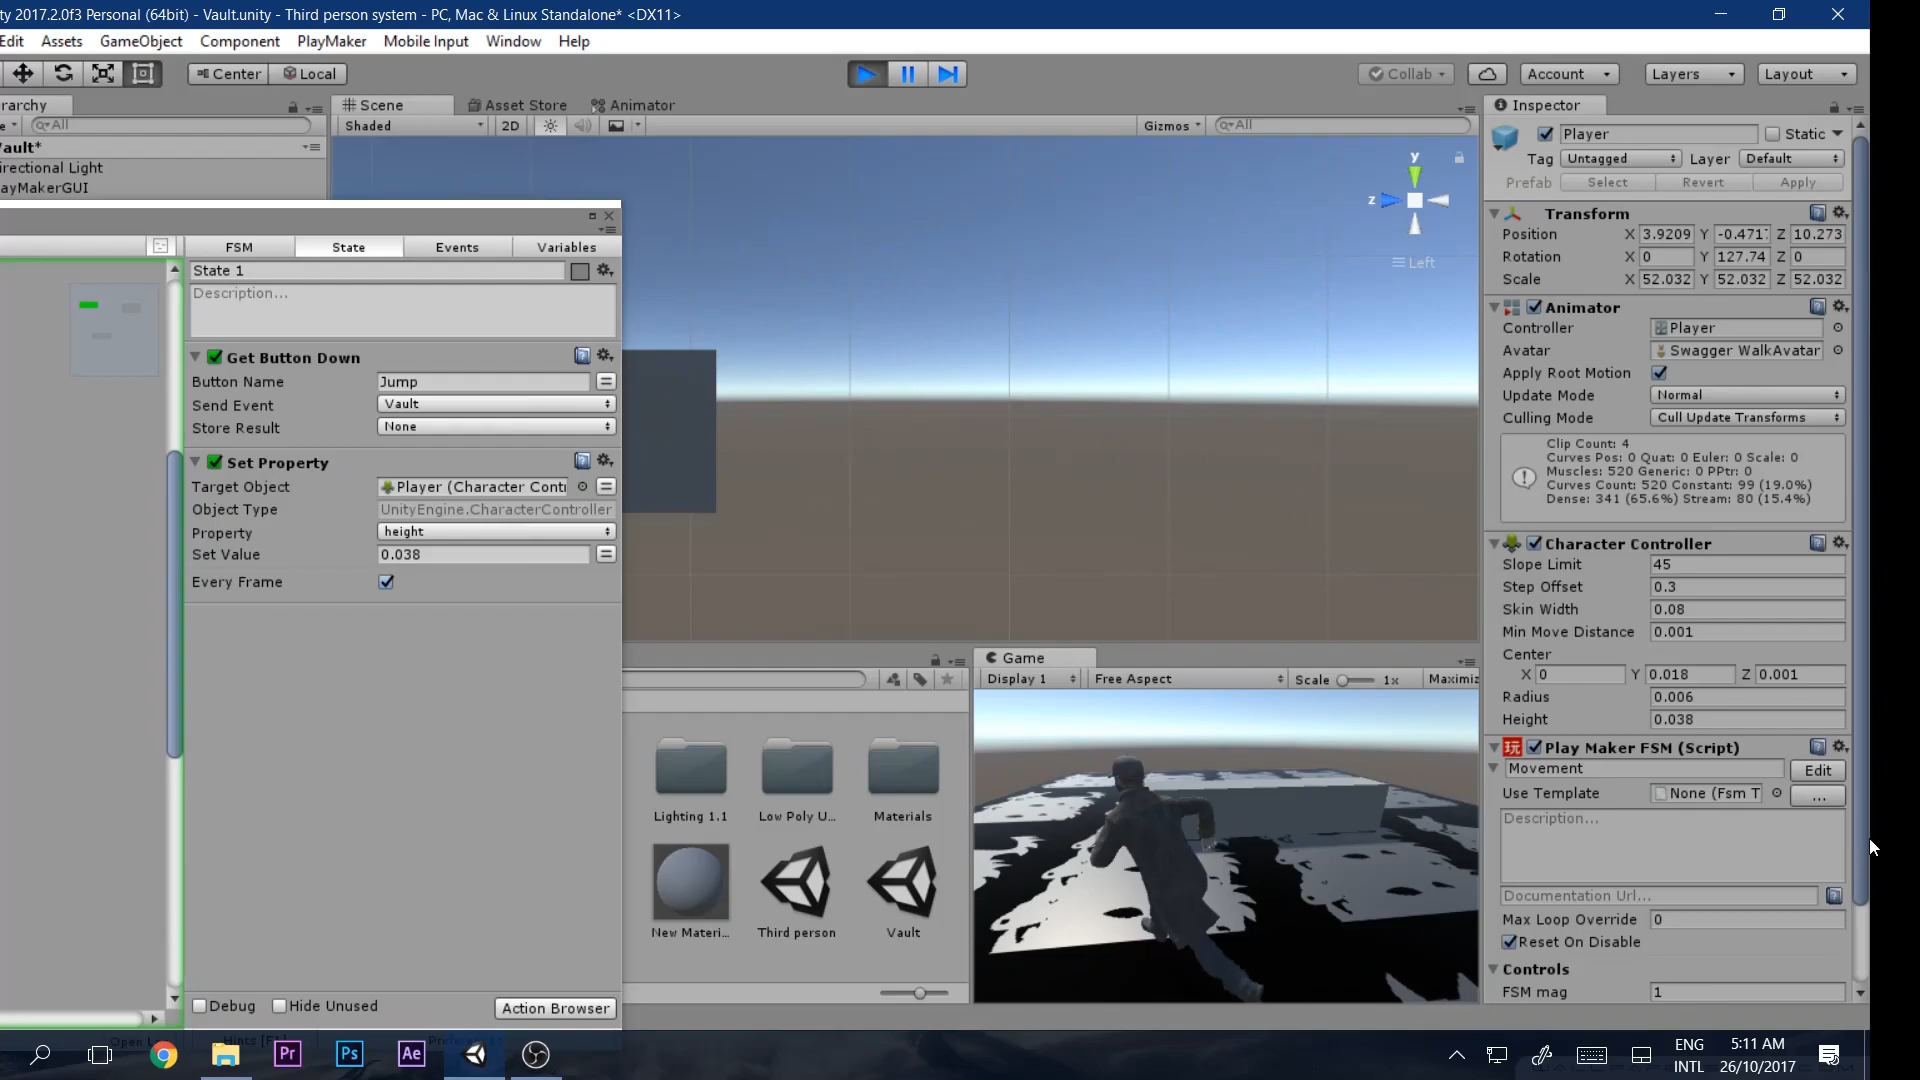 ty 2017.2.0f3 Personal (64bit) - Vault.unity - Third person system - PC, Mac & Linux Standalone* <DX11>
Edit Assets GameObject Component PlayMaker Mobile Input Window Help
Center Local Collab Account Layers Layout
rarchy Scene Asset Store Animator Inspector
All Shaded 2D Gizmos All Player Static
ault*
irectional Light
ayMakerGUI
y
z
Left
Tag Untagged Layer Default
Prefab Select Revert Apply
Transform
Position X 3.9209 Y -0.471 Z 10.273
Rotation X 0 Y 127.74 Z 0
Scale X 52.032 Y 52.032 Z 52.032
Animator
Controller Player
Avatar Swagger WalkAvatar
Apply Root Motion
Update Mode Normal
Culling Mode Cull Update Transforms
Clip Count: 4
Curves Pos: 0 Quat: 0 Euler: 0 Scale: 0
Muscles: 520 Generic: 0 PPtr: 0
Curves Count: 520 Constant: 99 (19.0%)
Dense: 341 (65.6%) Stream: 80 (15.4%)
Character Controller
Slope Limit 45
Step Offset 0.3
Skin Width 0.08
Min Move Distance 0.001
Center
X 0 Y 0.018 Z 0.001
Radius 0.006
Height 0.038
Play Maker FSM (Script)
Movement Edit
Use Template None (Fsm T ...
Description...
Documentation Url...
Max Loop Override 0
Reset On Disable
Controls
FSM mag 1
FSM State Events Variables
State 1
Description...
Get Button Down
Button Name Jump
Send Event Vault
Store Result None
Set Property
Target Object Player (Character Cont
Object Type UnityEngine.CharacterController
Property height
Set Value 0.038
Every Frame
Debug Hide Unused Action Browser
Game
Display 1 Free Aspect Scale 1x Maximiz
Lighting 1.1 Low Poly U... Materials
New Materi... Third person Vault
Pr Ps Ae
ENG
INTL
5:11 AM
26/10/2017